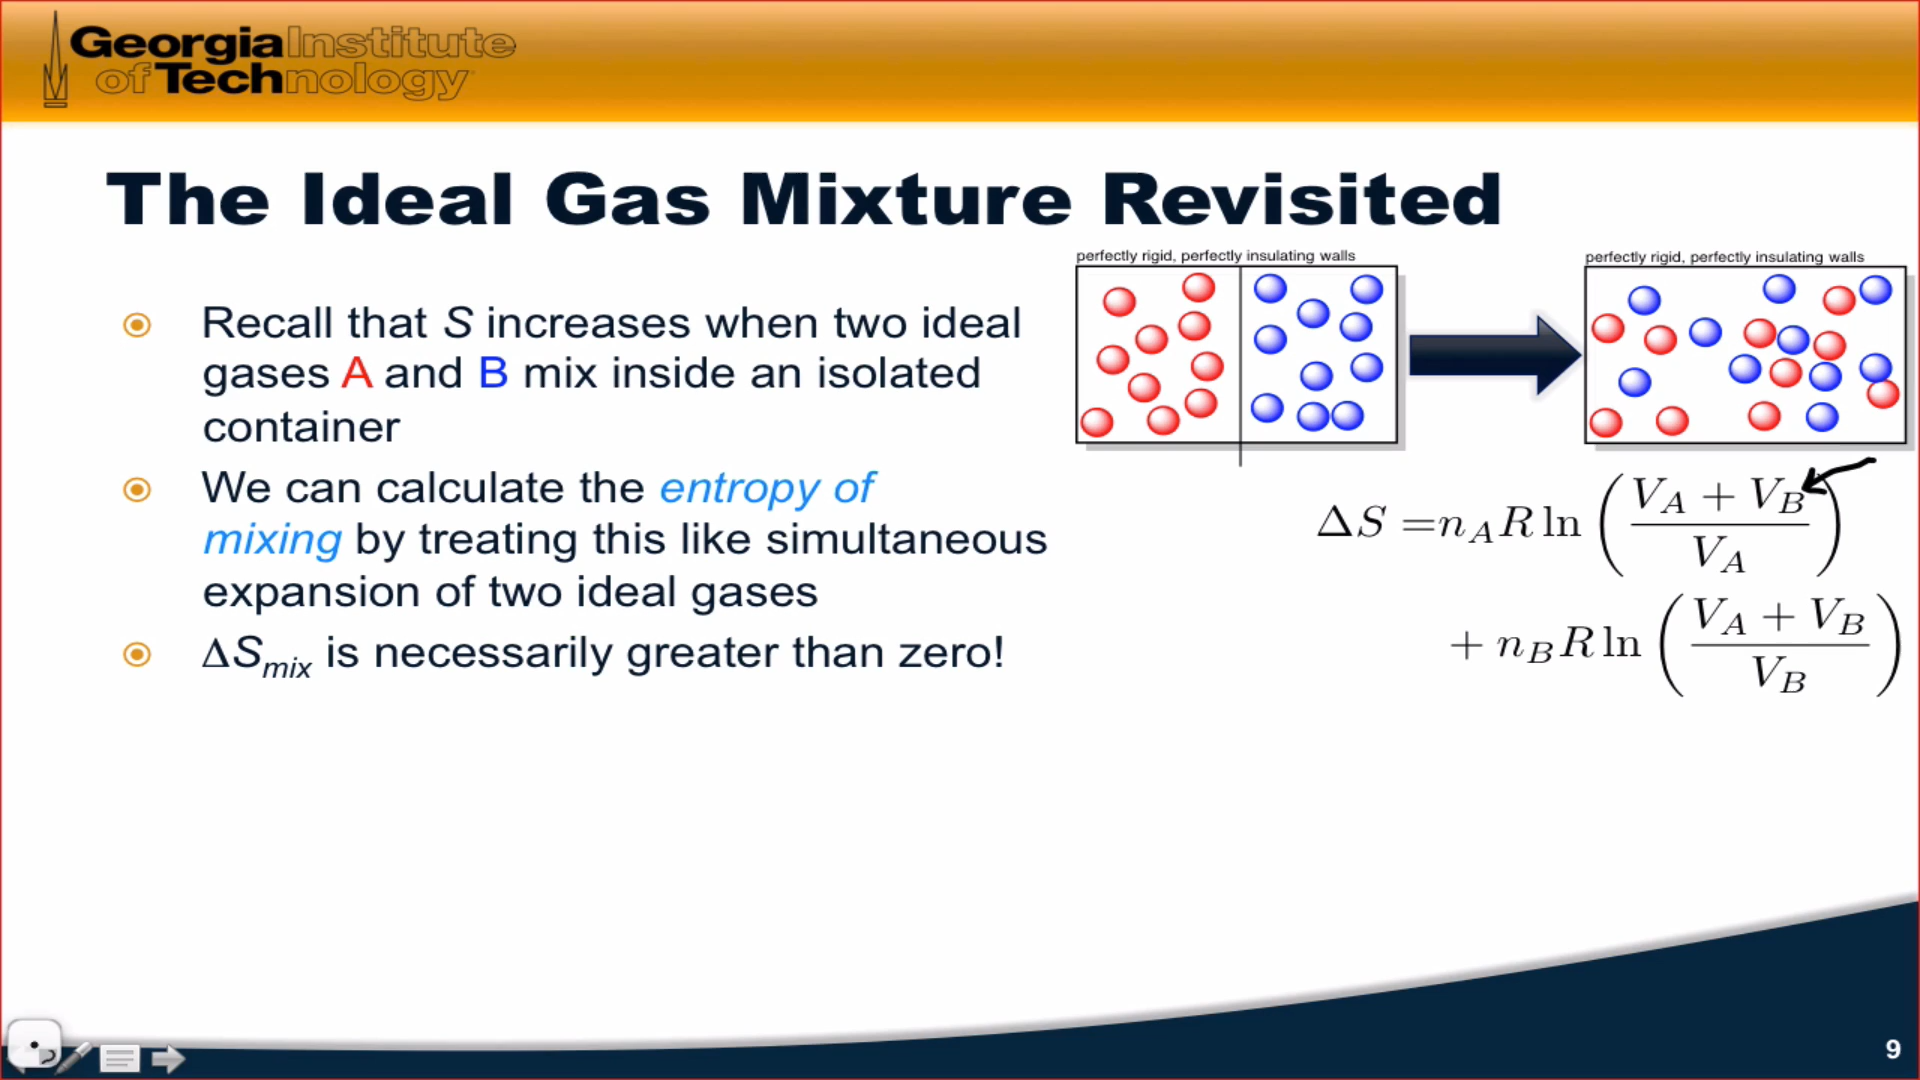 Georgia Institute
of Technology
The Ideal Gas Mixture Revisited
perfectly rigid, perfectly insulating walls
perfectly rigid, perfectly insulating walls
Recall that S increases when two ideal
gases A and B mix inside an isolated
container
We can calculate the entropy of
mixing by treating this like simultaneous
expansion of two ideal gases
ΔS_mix is necessarily greater than zero!
ΔS = n_A R ln ( (V_A + V_B) / V_A )
+ n_B R ln ( (V_A + V_B) / V_B )
9